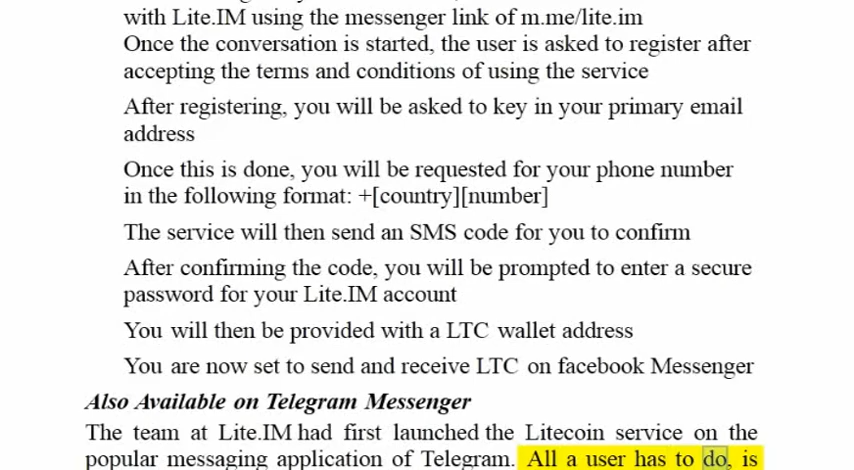 with Lite.IM using the messenger link of m.me/lite.im
Once the conversation is started, the user is asked to register after
accepting the terms and conditions of using the service
After registering, you will be asked to key in your primary email
address
Once this is done, you will be requested for your phone number
in the following format: +[country][number]
The service will then send an SMS code for you to confirm
After confirming the code, you will be prompted to enter a secure
password for your Lite.IM account
You will then be provided with a LTC wallet address
You are now set to send and receive LTC on facebook Messenger
Also Available on Telegram Messenger
The team at Lite.IM had first launched the Litecoin service on the
popular messaging application of Telegram. All a user has to do, is